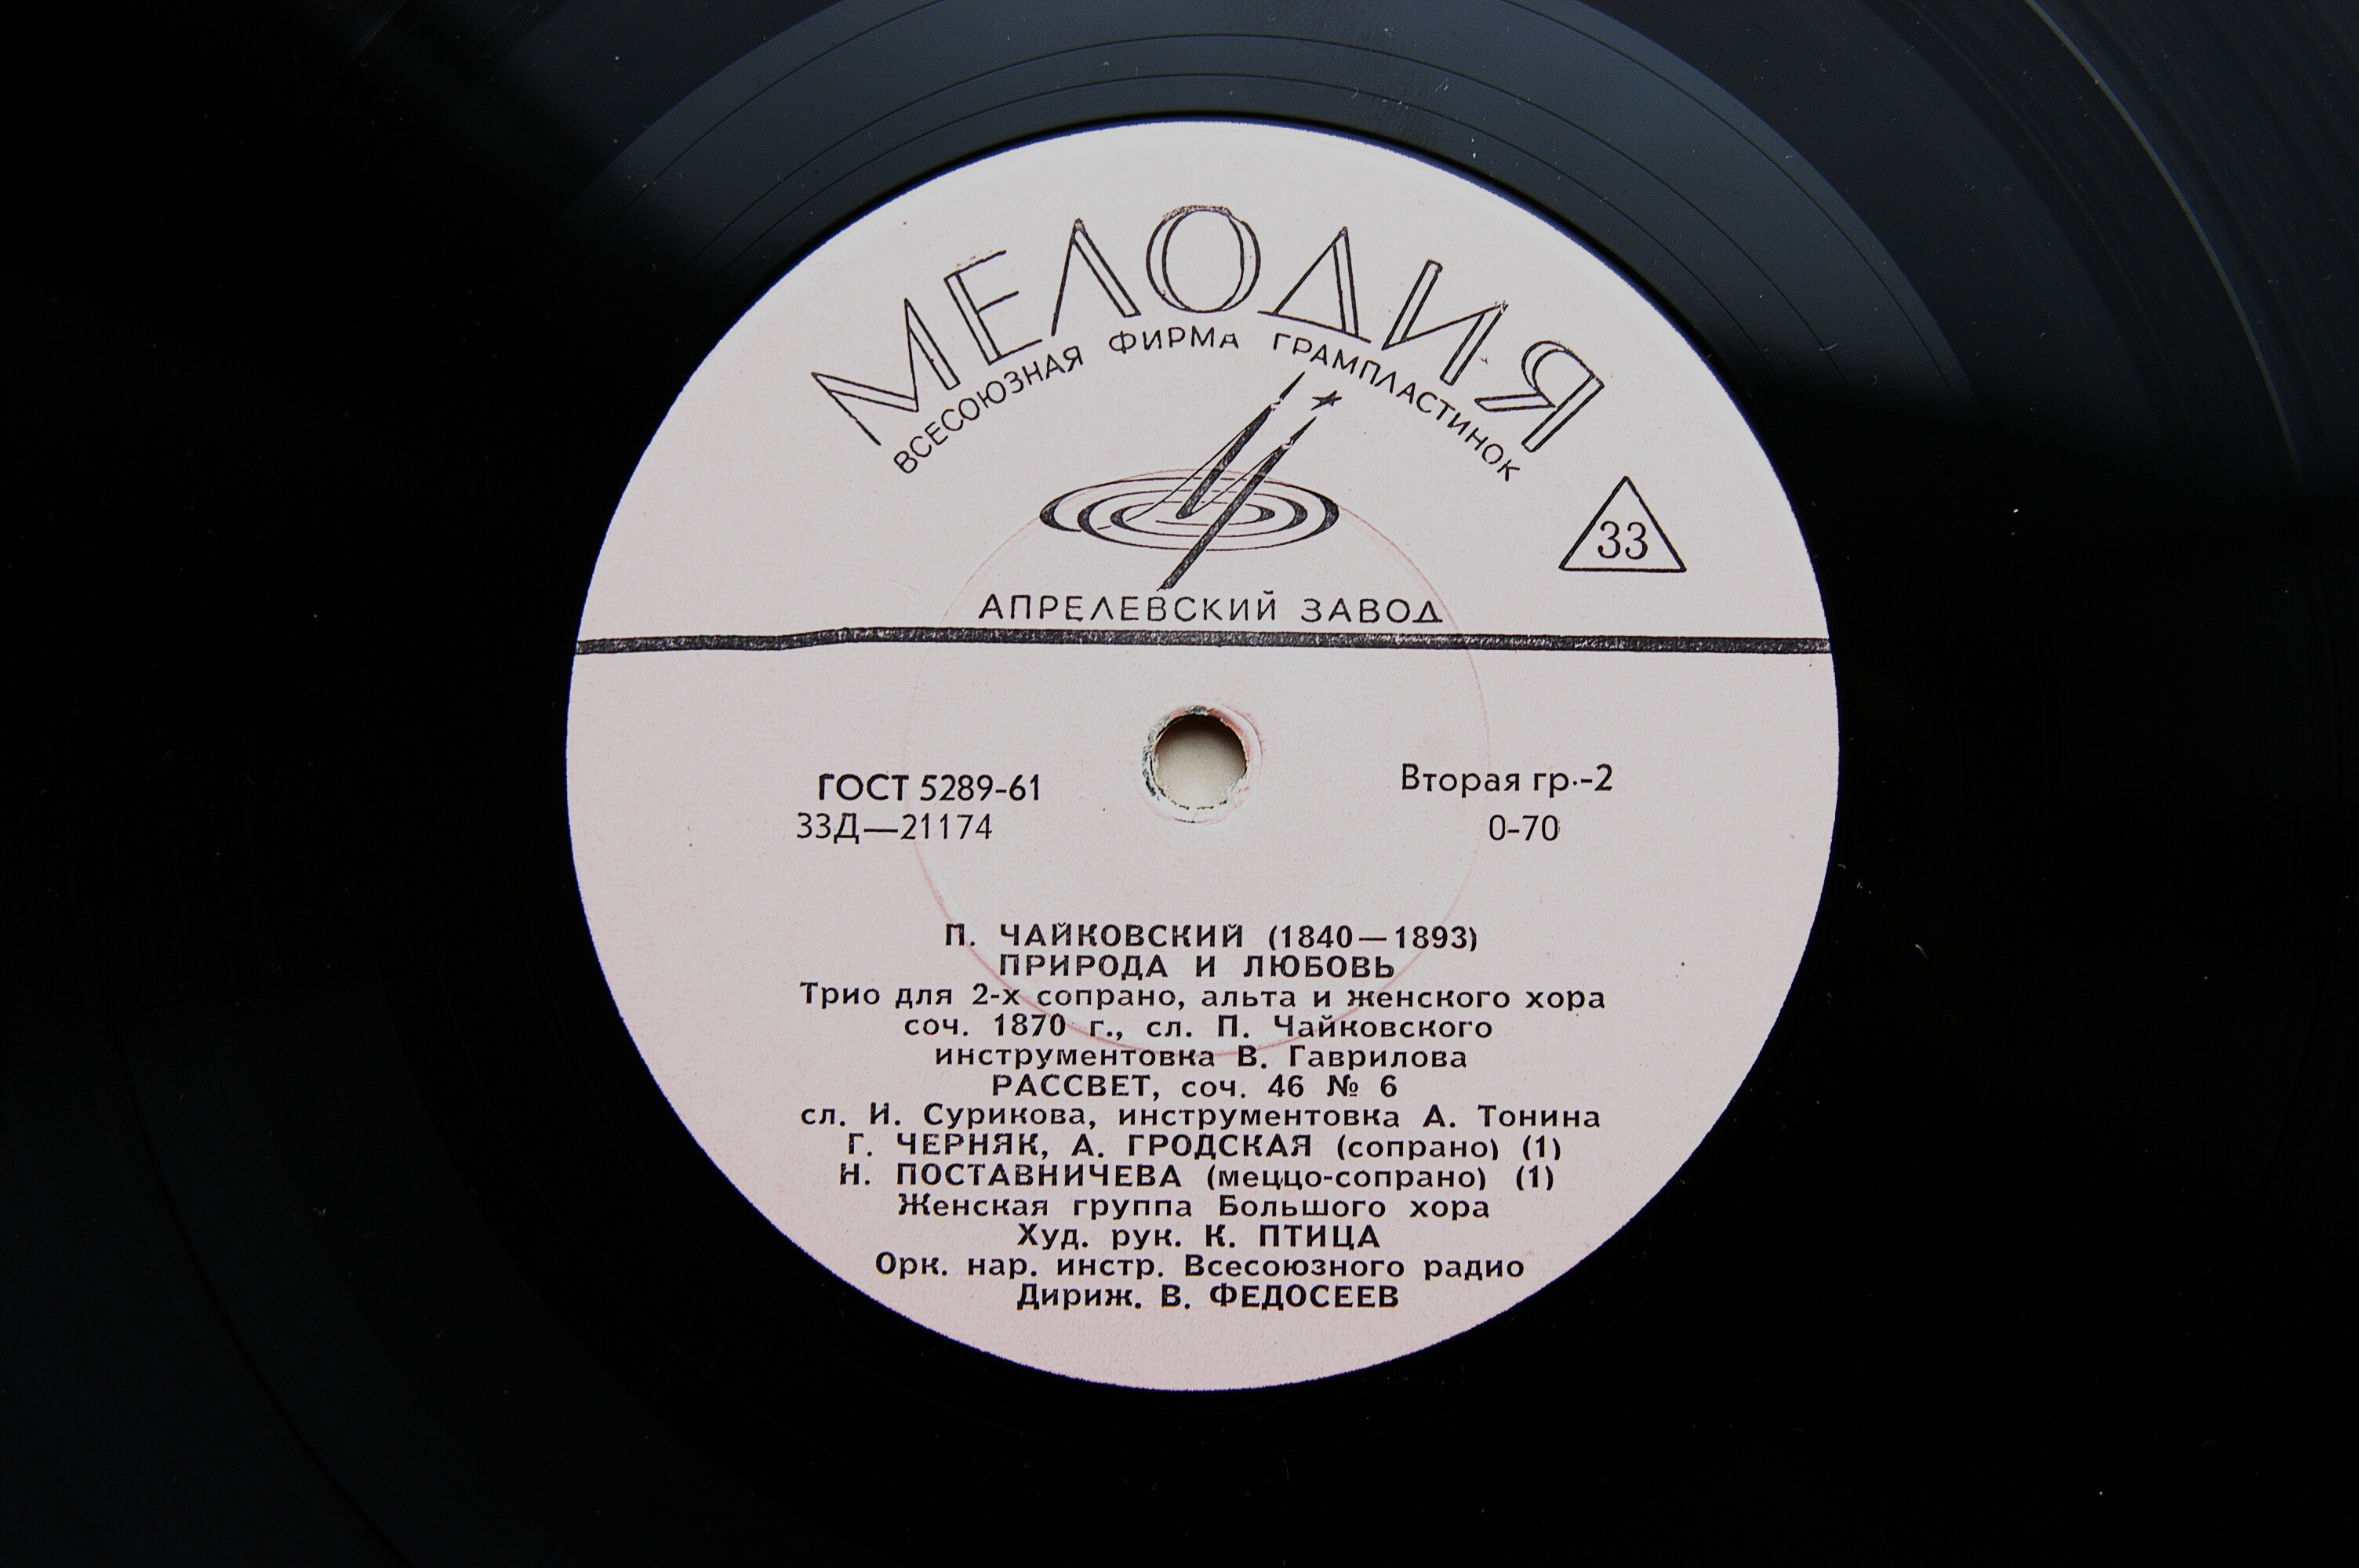 МЕЛОДИЯ
ВСЕСОЮЗНАЯ ФИРМА ГРАМПЛАСТИНОК
33
АПРЕЛЕВСКИЙ ЗАВОД
ГОСТ 5289-61
Вторая гр.-2
33Д—21174
0-70
П. ЧАЙКОВСКИЙ (1840—1893)
ПРИРОДА И ЛЮБОВЬ
Трио для 2-х сопрано, альта и женского хора
соч. 1870 г., сл. П. Чайковского
инструментовка В. Гаврилова
РАССВЕТ, соч. 46 № 6
сл. И. Сурикова, инструментовка А. Тонина
Г. ЧЕРНЯК, А. ГРОДСКАЯ (сопрано) (1)
Н. ПОСТАВНИЧЕВА (меццо-сопрано) (1)
Женская группа Большого хора
Худ. рук. К. ПТИЦА
Орк. нар. инстр. Всесоюзного радио
Дириж. В. ФЕДОСЕЕВ